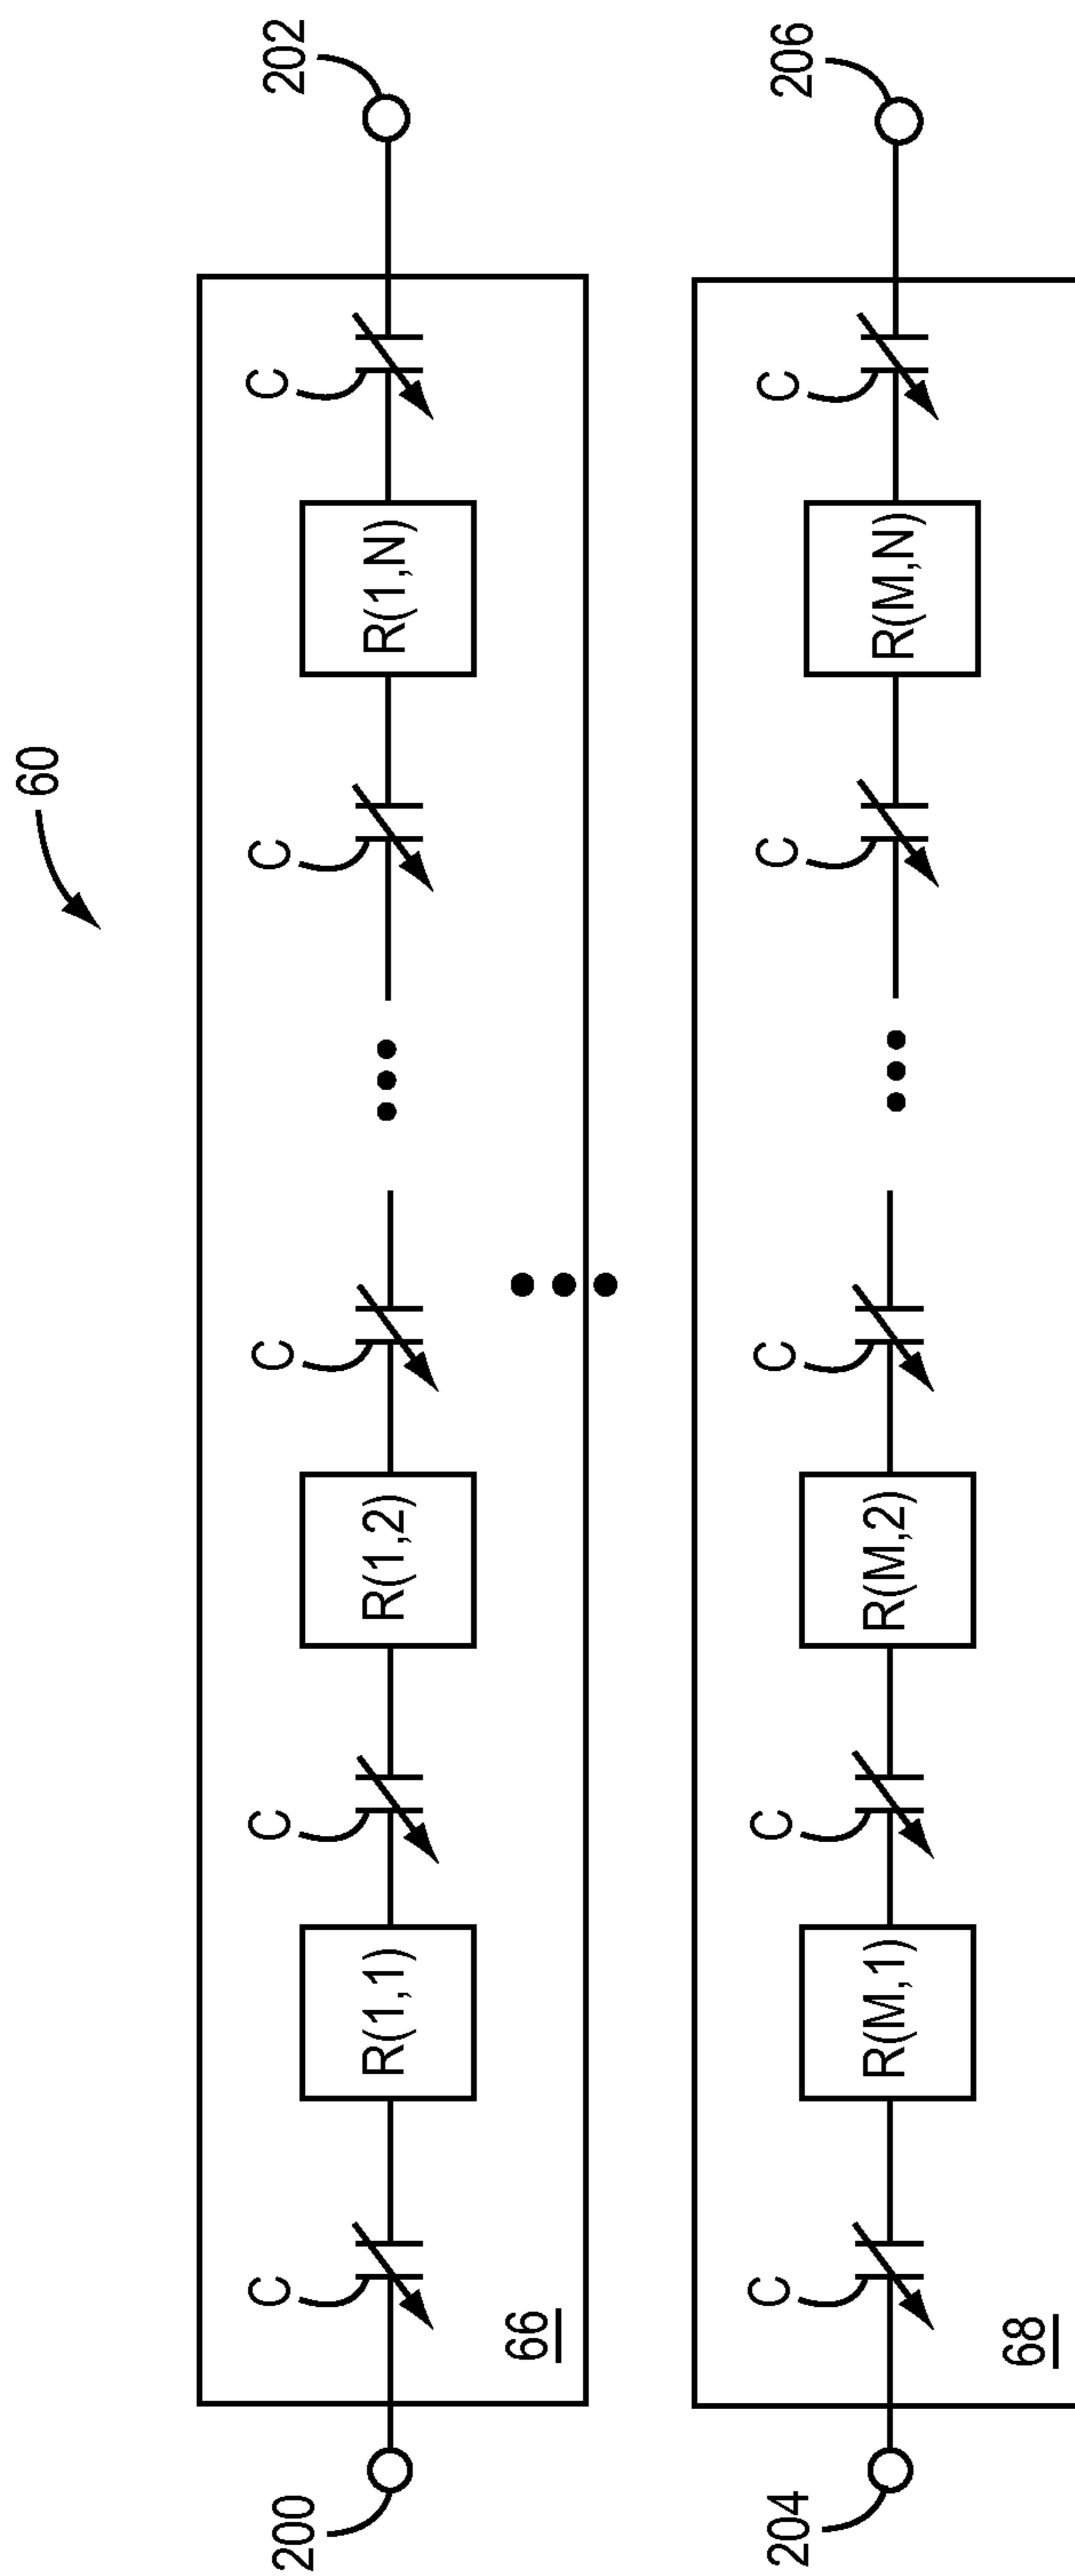 60
200
C
C
C
C
C
202
R(1,1)
R(1,2)
R(1,N)
66
204
C
C
C
C
C
206
R(M,1)
R(M,2)
R(M,N)
68